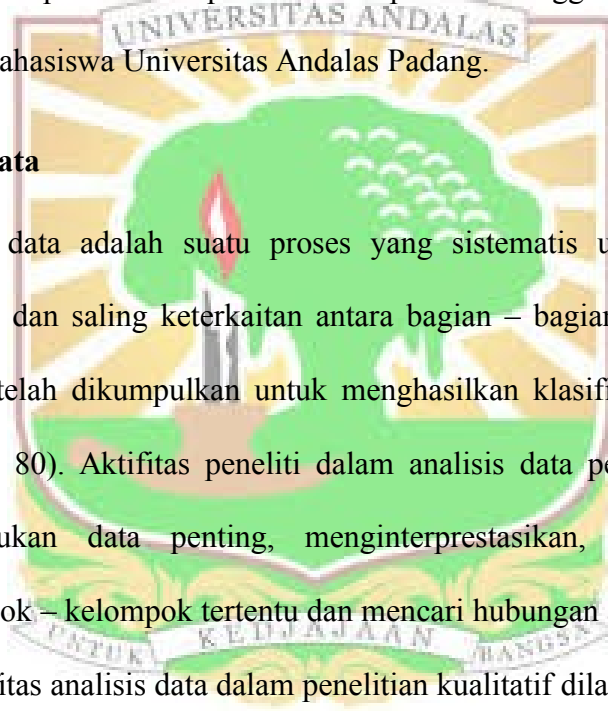 UNIVERSITAS ANDALAS
ahasiswa Universitas Andalas Padang.
ata
data adalah suatu proses yang sistematis u
dan saling keterkaitan antara bagian – bagian
telah dikumpulkan untuk menghasilkan klasifi
80). Aktifitas peneliti dalam analisis data pe
ukan data penting, menginterprestasikan,
ok – kelompok tertentu dan mencari hubungan
UNTUK KEDJAJAAN BANGSA
itas analisis data dalam penelitian kualitatif dila